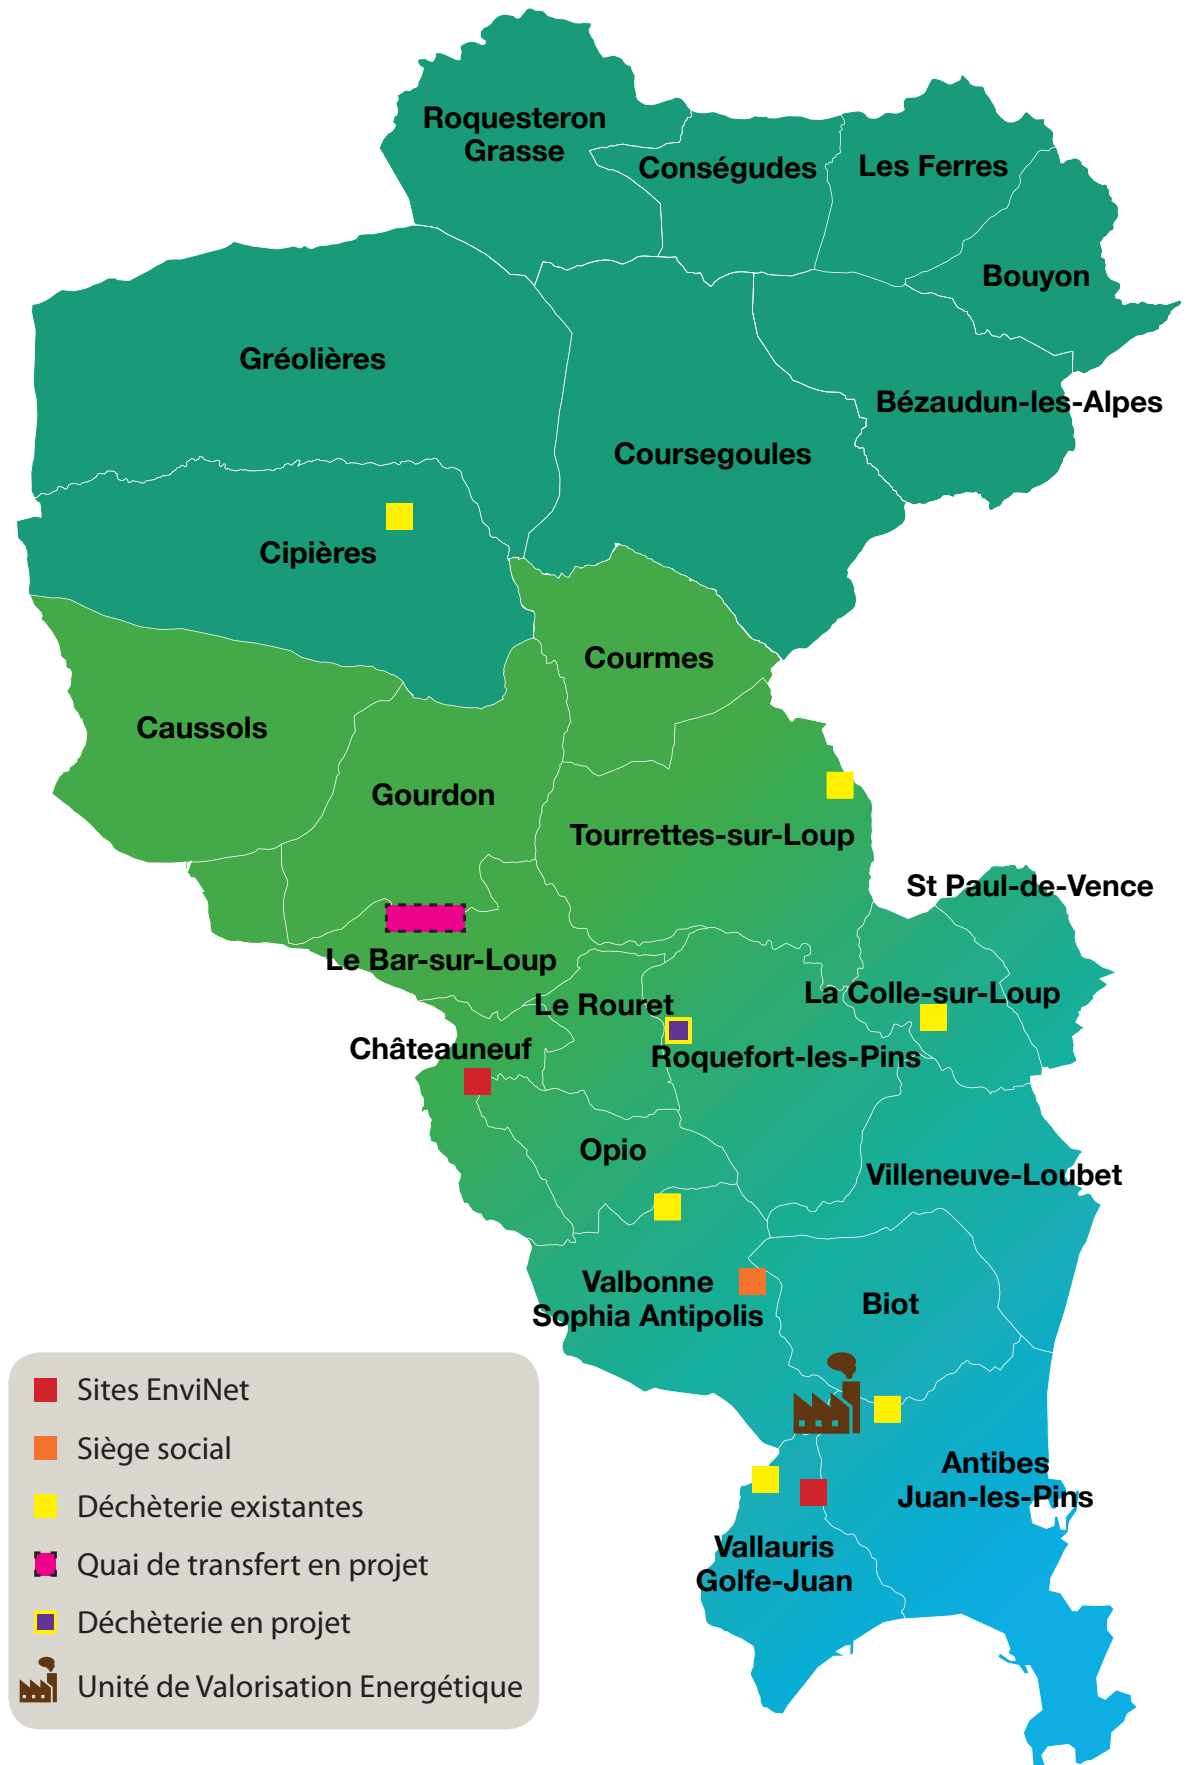 Roquesteron
Grasse
Conségudes
Les Ferres
Bouyon
Gréolières
Bézaudun-les-Alpes
Coursegoules
Cipières
Courmes
Caussols
Gourdon
Tourrettes-sur-Loup
St Paul-de-Vence
Le Bar-sur-Loup
La Colle-sur-Loup
Le Rouret
Châteauneuf
Roquefort-les-Pins
Opio
Villeneuve-Loubet
Valbonne
Sophia Antipolis
Biot
Antibes
Juan-les-Pins
Vallauris
Golfe-Juan
Sites EnviNet
Siège social
Déchèterie existantes
Quai de transfert en projet
Déchèterie en projet
Unité de Valorisation Energétique